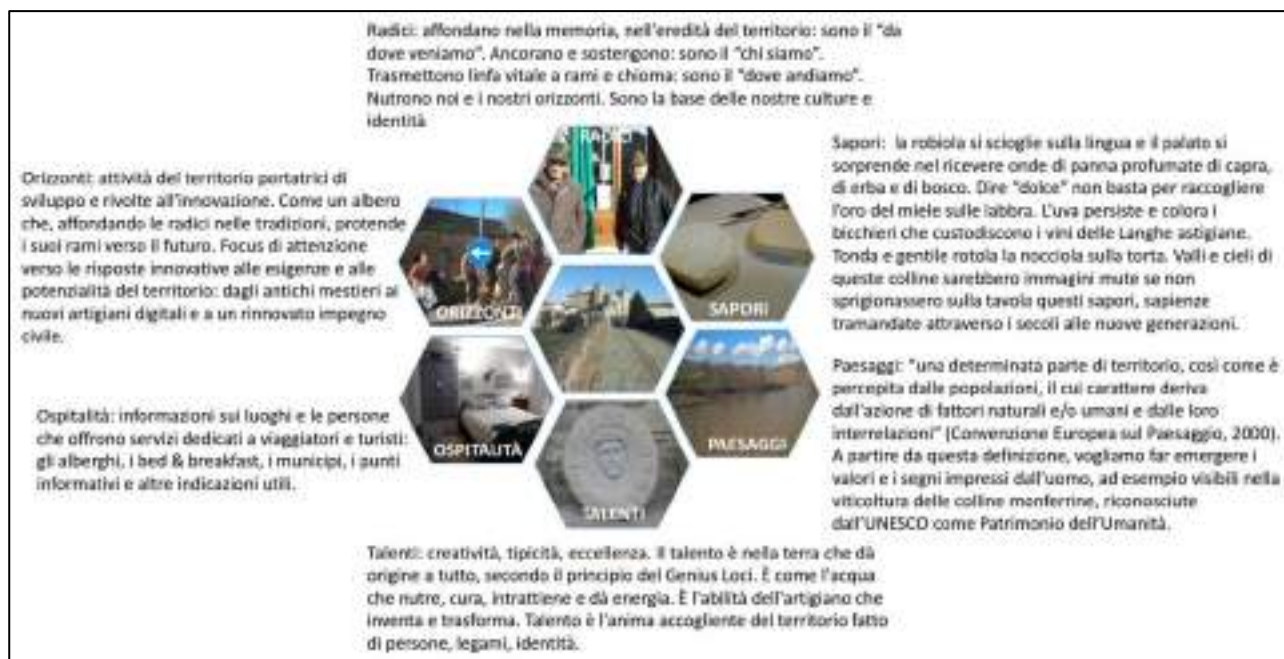 Radici: affondano nella memoria, nell'eredità del territorio: sono il "da
dove veniamo". Ancorano e sostengono: sono il "chi siamo".
Trasmettono linfa vitale a rami e chioma: sono il "dove andiamo".
Nutrono noi e i nostri orizzonti. Sono la base delle nostre culture e
identità
RADICI
Orizzonti: attività del territorio portatrici di
sviluppo e rivolte all'innovazione. Come un albero
che, affondando le radici nelle tradizioni, protende
i suoi rami verso il futuro. Focus di attenzione
verso le risposte innovative alle esigenze e alle
potenzialità del territorio: dagli antichi mestieri ai
nuovi artigiani digitali e a un rinnovato impegno
civile.
ORIZZONTI
Sapori: la robiola si scioglie sulla lingua e il palato si
sorprende nel ricevere onde di panna profumate di capra,
di erba e di bosco. Dire "dolce" non basta per raccogliere
l'oro del miele sulle labbra. L'uva persiste e colora i
bicchieri che custodiscono i vini delle Langhe astigiane.
Tonda e gentile rotola la nocciola sulla torta. Valli e cieli di
queste colline sarebbero immagini mute se non
sprigionassero sulla tavola questi sapori, sapienze
tramandate attraverso i secoli alle nuove generazioni.
SAPORI
Ospitalità: informazioni sui luoghi e le persone
che offrono servizi dedicati a viaggiatori e turisti:
gli alberghi, i bed & breakfast, i municipi, i punti
informativi e altre indicazioni utili.
OSPITALITÀ
Paesaggi: "una determinata parte di territorio, così come è
percepita dalle popolazioni, il cui carattere deriva
dall'azione di fattori naturali e/o umani e dalle loro
interrelazioni" (Convenzione Europea sul Paesaggio, 2000).
A partire da questa definizione, vogliamo far emergere i
valori e i segni impressi dall'uomo, ad esempio visibili nella
viticoltura delle colline monferrine, riconosciute
dall'UNESCO come Patrimonio dell'Umanità.
PAESAGGI
TALENTI
Talenti: creatività, tipicità, eccellenza. Il talento è nella terra che dà
origine a tutto, secondo il principio del Genius Loci. È come l'acqua
che nutre, cura, intrattiene e dà energia. È l'abilità dell'artigiano che
inventa e trasforma. Talento è l'anima accogliente del territorio fatto
di persone, legami, identità.